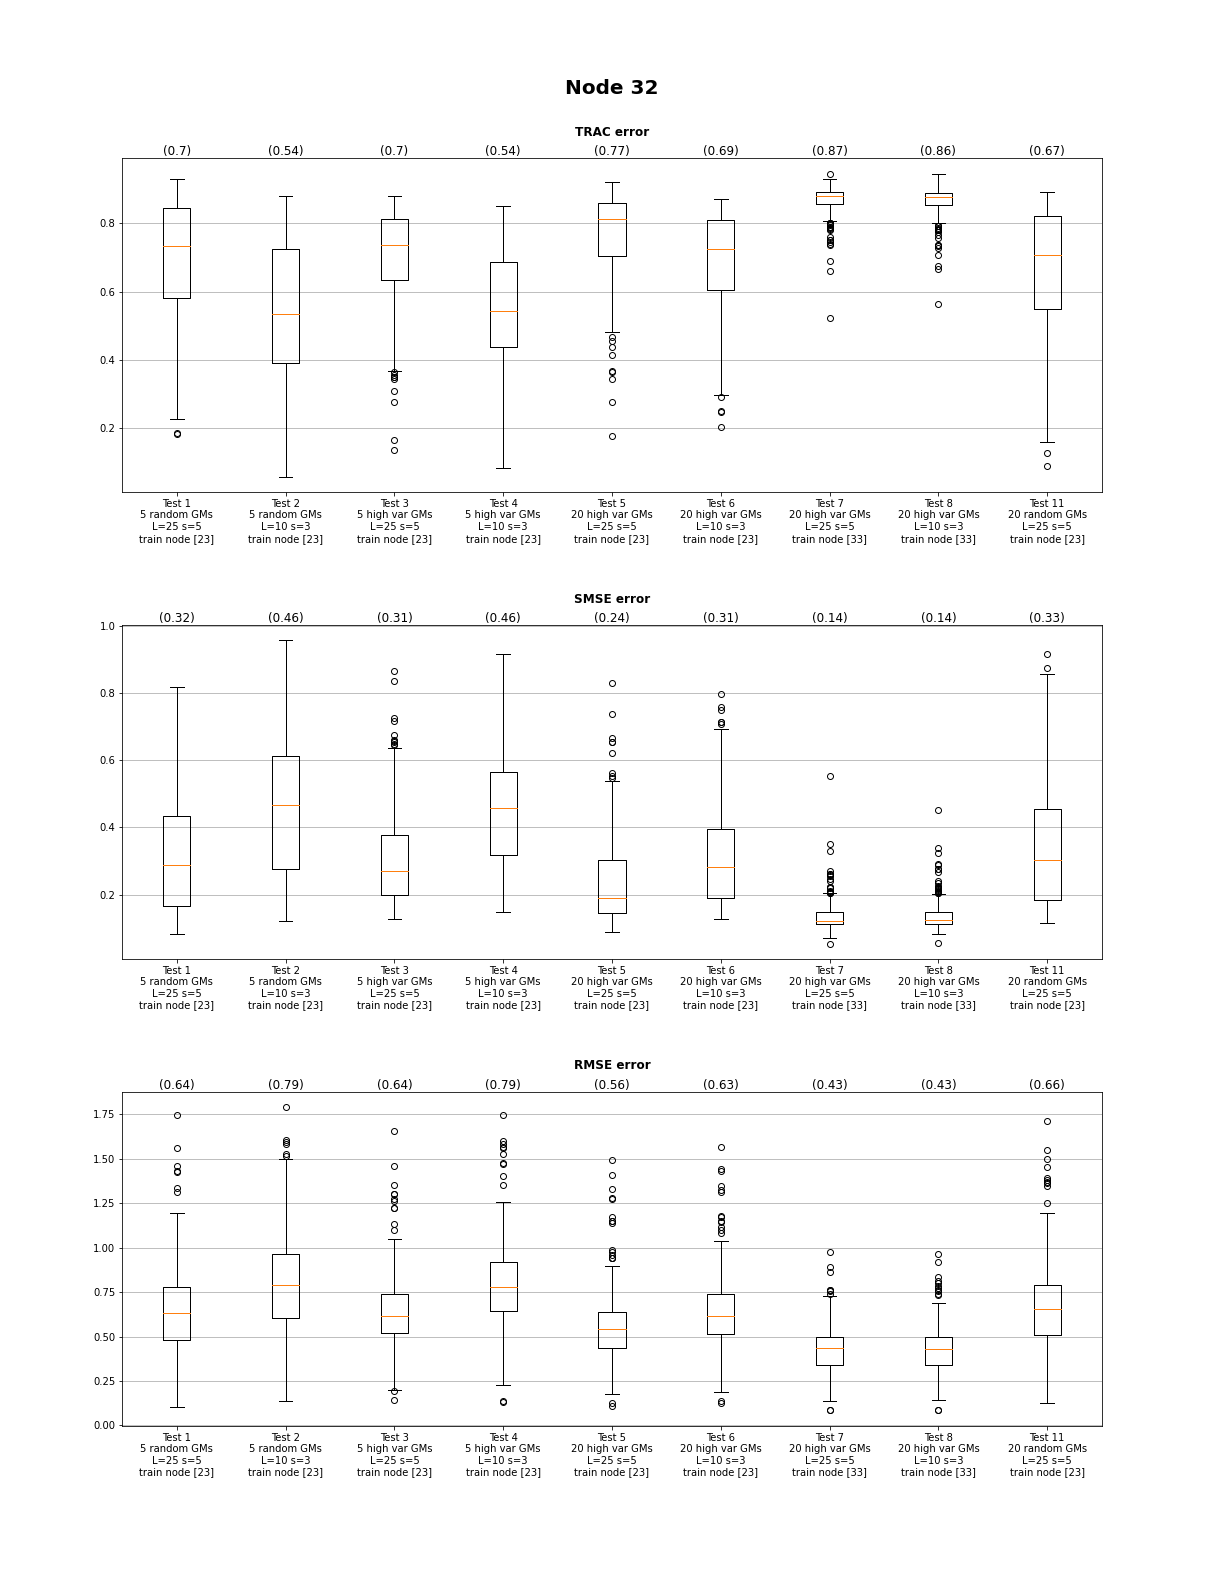 Node 32
TRAC error
(0.7) (0.54) (0.7) (0.54) (0.77) (0.69) (0.87) (0.86) (0.67)
0.8
0.6
0.4
0.2
Test 1 Test 2 Test 3 Test 4 Test 5 Test 6 Test 7 Test 8 Test 11
5 random GMs 5 random GMs 5 high var GMs 5 high var GMs 20 high var GMs 20 high var GMs 20 high var GMs 20 high var GMs 20 random GMs
L=25 s=5 L=10 s=3 L=25 s=5 L=10 s=3 L=25 s=5 L=10 s=3 L=25 s=5 L=10 s=3 L=25 s=5
train node [23] train node [23] train node [23] train node [23] train node [23] train node [23] train node [33] train node [33] train node [23]
SMSE error
(0.32) (0.46) (0.31) (0.46) (0.24) (0.31) (0.14) (0.14) (0.33)
1.0
0.8
0.6
0.4
0.2
Test 1 Test 2 Test 3 Test 4 Test 5 Test 6 Test 7 Test 8 Test 11
5 random GMs 5 random GMs 5 high var GMs 5 high var GMs 20 high var GMs 20 high var GMs 20 high var GMs 20 high var GMs 20 random GMs
L=25 s=5 L=10 s=3 L=25 s=5 L=10 s=3 L=25 s=5 L=10 s=3 L=25 s=5 L=10 s=3 L=25 s=5
train node [23] train node [23] train node [23] train node [23] train node [23] train node [23] train node [33] train node [33] train node [23]
RMSE error
(0.64) (0.79) (0.64) (0.79) (0.56) (0.63) (0.43) (0.43) (0.66)
1.75
1.50
1.25
1.00
0.75
0.50
0.25
0.00
Test 1 Test 2 Test 3 Test 4 Test 5 Test 6 Test 7 Test 8 Test 11
5 random GMs 5 random GMs 5 high var GMs 5 high var GMs 20 high var GMs 20 high var GMs 20 high var GMs 20 high var GMs 20 random GMs
L=25 s=5 L=10 s=3 L=25 s=5 L=10 s=3 L=25 s=5 L=10 s=3 L=25 s=5 L=10 s=3 L=25 s=5
train node [23] train node [23] train node [23] train node [23] train node [23] train node [23] train node [33] train node [33] train node [23]